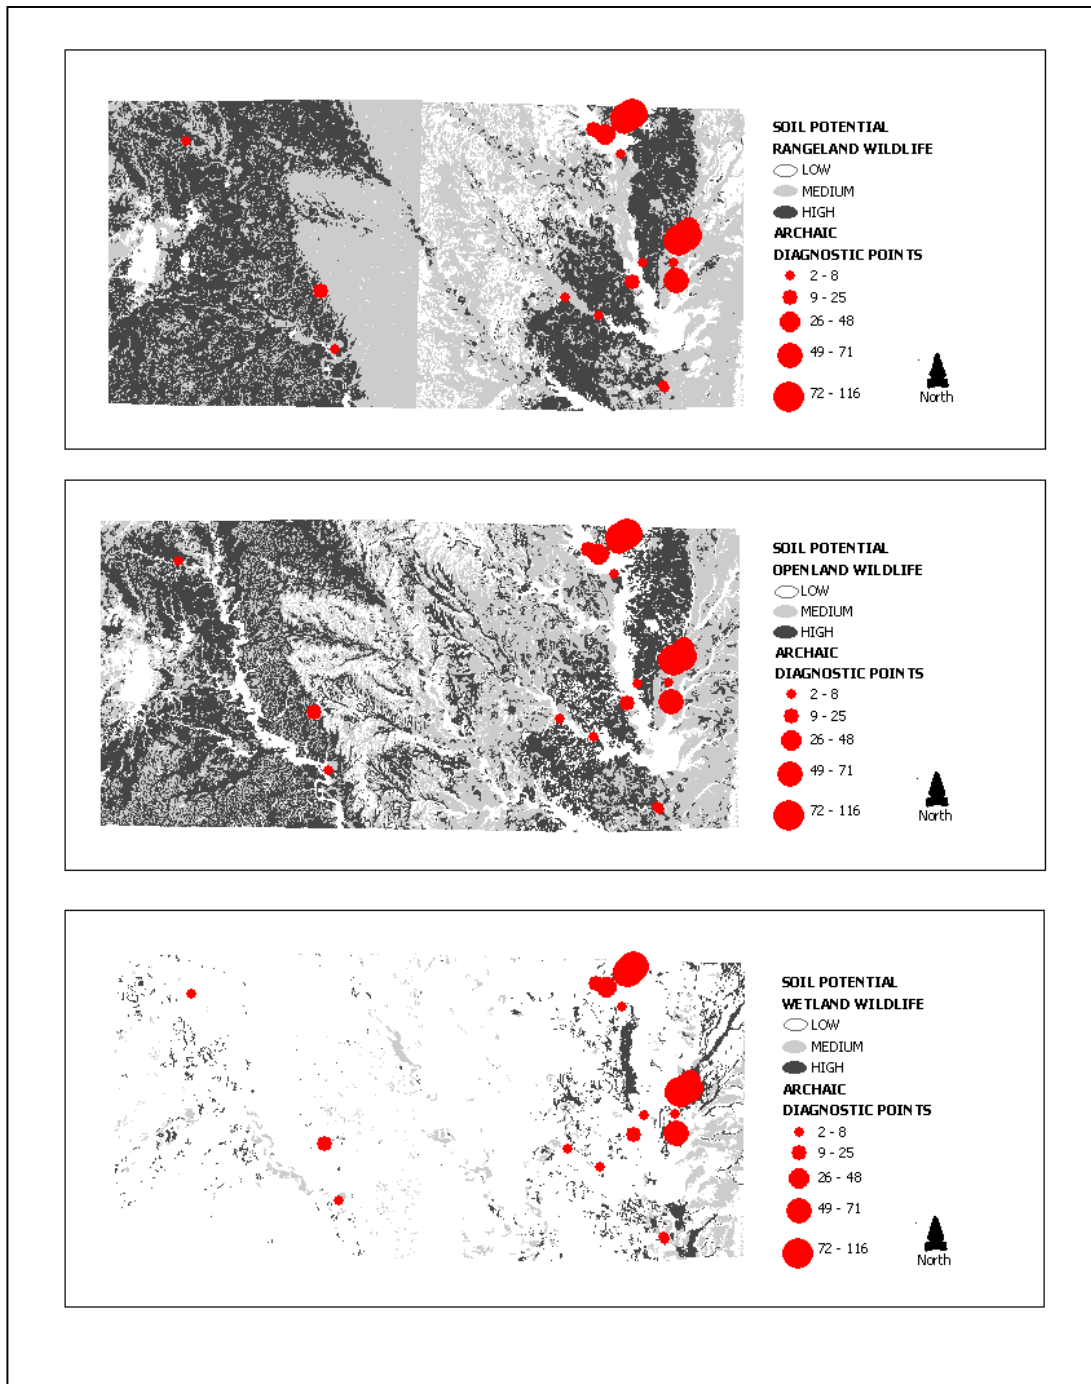 SOIL POTENTIAL
RANGELAND WILDLIFE
LOW
MEDIUM
HIGH
ARCHAIC
DIAGNOSTIC POINTS
2 - 8
9 - 25
26 - 48
49 - 71
72 - 116
North
SOIL POTENTIAL
OPENLAND WILDLIFE
LOW
MEDIUM
HIGH
ARCHAIC
DIAGNOSTIC POINTS
2 - 8
9 - 25
26 - 48
49 - 71
72 - 116
North
SOIL POTENTIAL
WETLAND WILDLIFE
LOW
MEDIUM
HIGH
ARCHAIC
DIAGNOSTIC POINTS
2 - 8
9 - 25
26 - 48
49 - 71
72 - 116
North